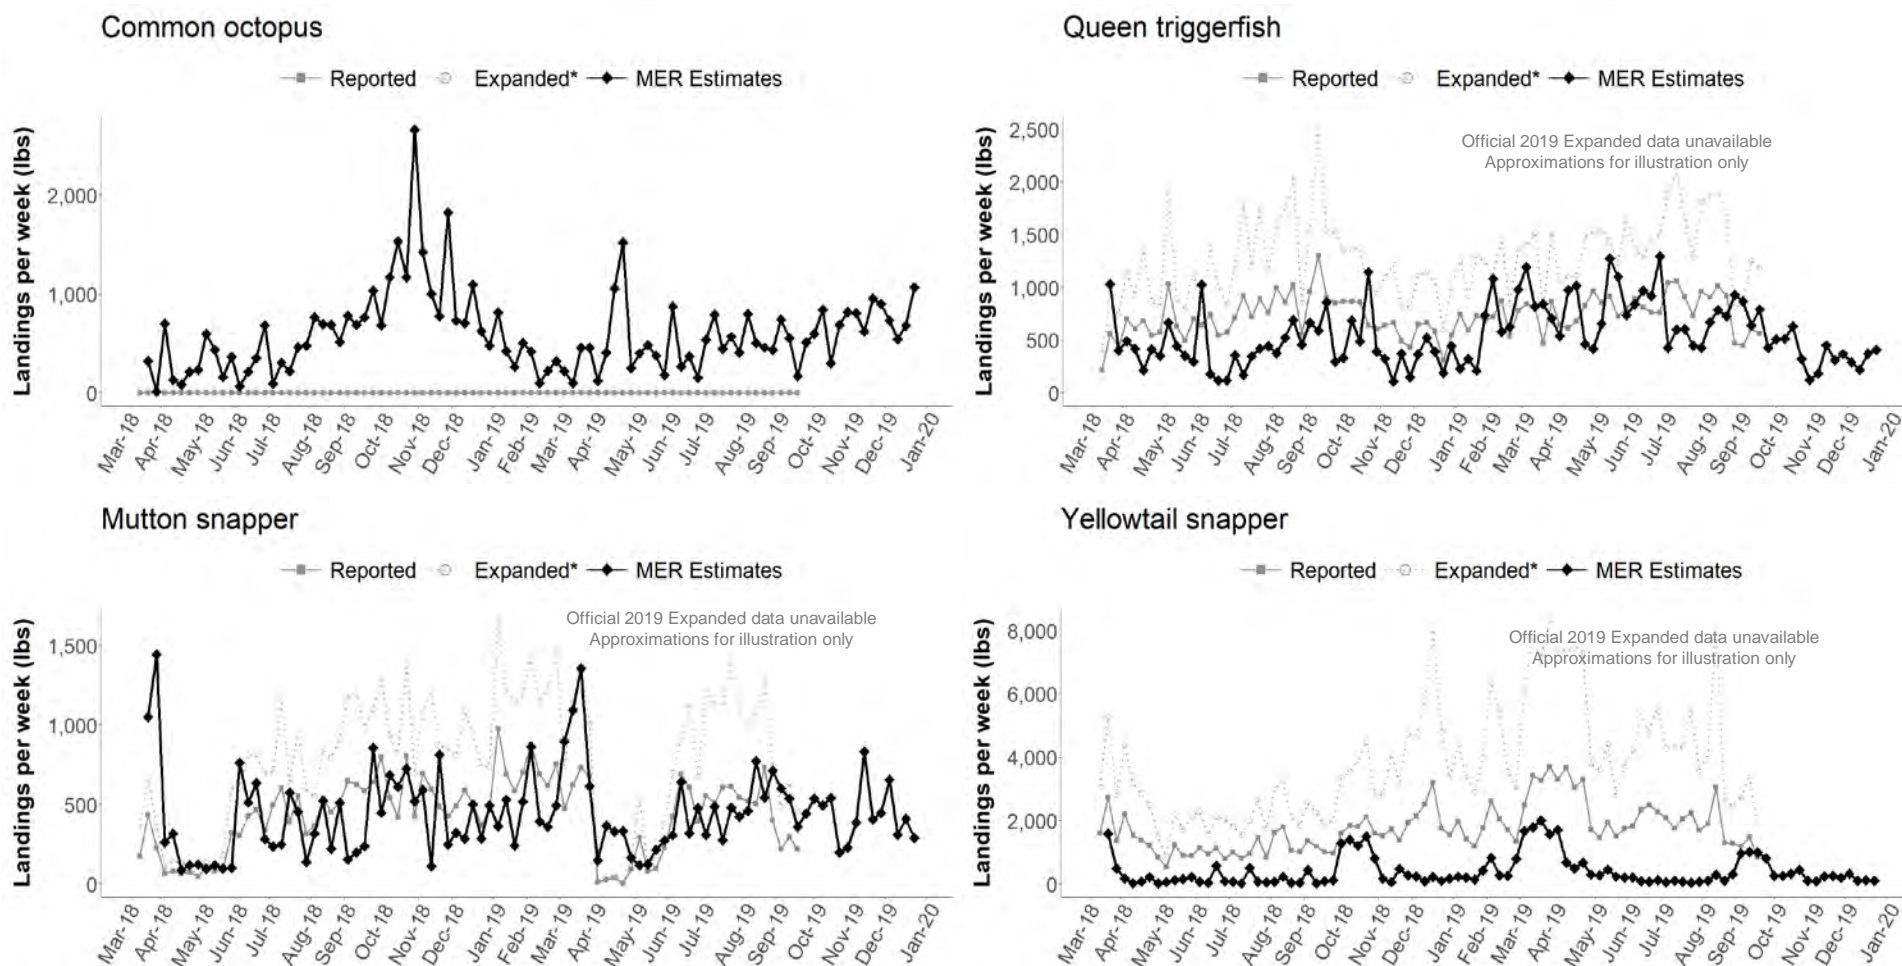 Common octopus
Reported Expanded* MER Estimates
Landings per week (lbs)
2,000
1,000
0
Mar-18 Apr-18 May-18 Jun-18 Jul-18 Aug-18 Sep-18 Oct-18 Nov-18 Dec-18 Jan-19 Feb-19 Mar-19 Apr-19 May-19 Jun-19 Jul-19 Aug-19 Sep-19 Oct-19 Nov-19 Dec-19 Jan-20
Queen triggerfish
Reported Expanded* MER Estimates
Official 2019 Expanded data unavailable
Approximations for illustration only
Landings per week (lbs)
2,500
2,000
1,500
1,000
500
0
Mar-18 Apr-18 May-18 Jun-18 Jul-18 Aug-18 Sep-18 Oct-18 Nov-18 Dec-18 Jan-19 Feb-19 Mar-19 Apr-19 May-19 Jun-19 Jul-19 Aug-19 Sep-19 Oct-19 Nov-19 Dec-19 Jan-20
Mutton snapper
Reported Expanded* MER Estimates
Official 2019 Expanded data unavailable
Approximations for illustration only
Landings per week (lbs)
1,500
1,000
500
0
Mar-18 Apr-18 May-18 Jun-18 Jul-18 Aug-18 Sep-18 Oct-18 Nov-18 Dec-18 Jan-19 Feb-19 Mar-19 Apr-19 May-19 Jun-19 Jul-19 Aug-19 Sep-19 Oct-19 Nov-19 Dec-19 Jan-20
Yellowtail snapper
Reported Expanded* MER Estimates
Official 2019 Expanded data unavailable
Approximations for illustration only
Landings per week (lbs)
8,000
6,000
4,000
2,000
0
Mar-18 Apr-18 May-18 Jun-18 Jul-18 Aug-18 Sep-18 Oct-18 Nov-18 Dec-18 Jan-19 Feb-19 Mar-19 Apr-19 May-19 Jun-19 Jul-19 Aug-19 Sep-19 Oct-19 Nov-19 Dec-19 Jan-20